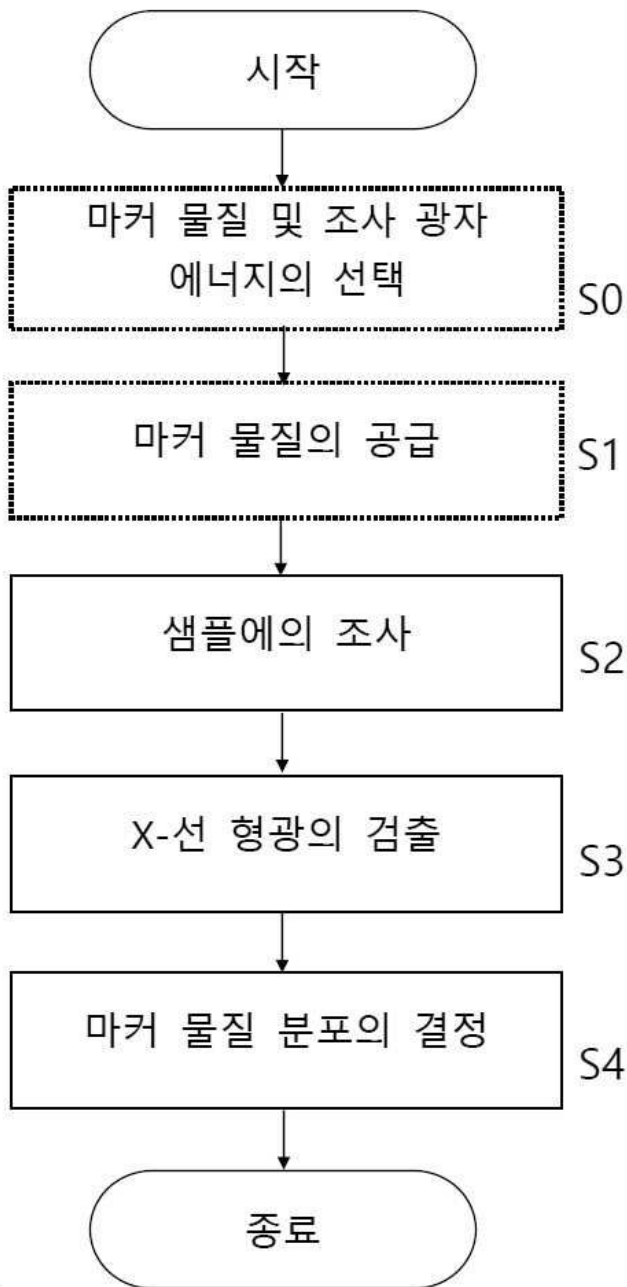 시작
마커 물질 및 조사 광자
에너지의 선택
S0
마커 물질의 공급
S1
샘플에의 조사
S2
X-선 형광의 검출
S3
마커 물질 분포의 결정
S4
종료